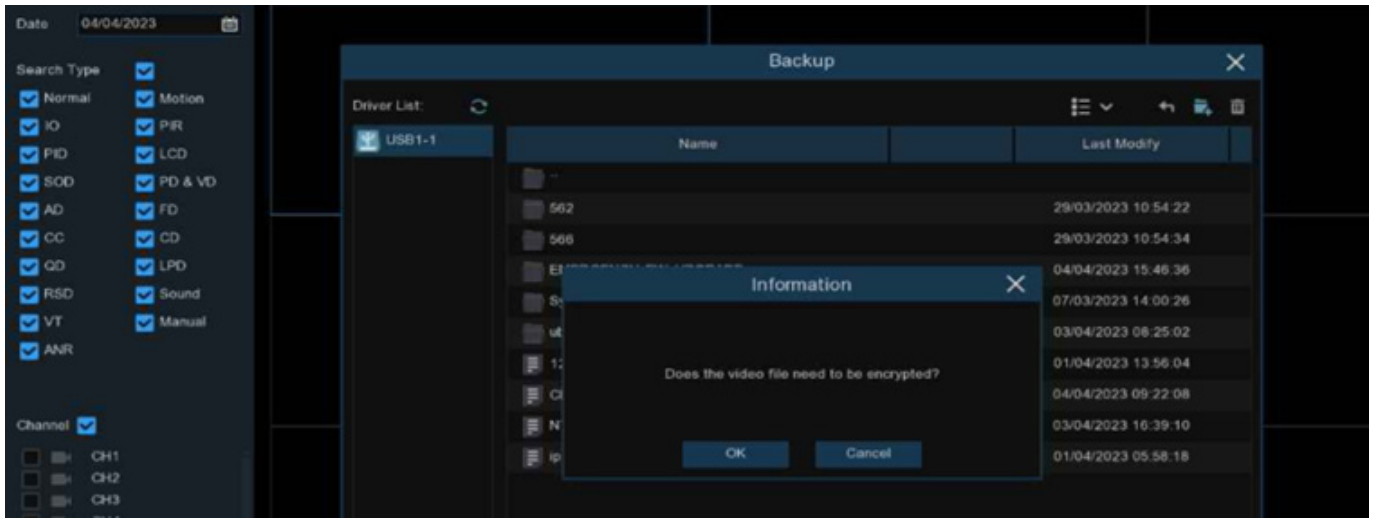 Date 04/04/2023
Search Type
Normal Motion
IO PIR
PID LCD
SOD PD & VD
AD FD
CC CD
QD LPD
RSD Sound
VT Manual
ANR
Channel
CH1
CH2
CH3
Backup
Driver List:
USB1-1
Name Last Modify
..
562 29/03/2023 10:54:22
566 29/03/2023 10:54:34
04/04/2023 15:46:36
07/03/2023 14:00:26
03/04/2023 08:25:02
01/04/2023 13:56:04
04/04/2023 09:22:08
03/04/2023 16:39:10
01/04/2023 05:58:18
Information
Does the video file need to be encrypted?
OK Cancel